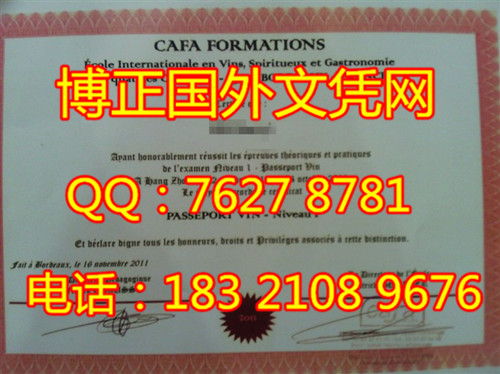 CAFA FORMATIONS
École Internationale en Vins, Spiritueux et Gastronomie
博正国外文凭网
Ayant honorablement réussit les épreuves théoriques et pratiques
de l'examen Niveau 1 - Passeport Vin
A Hang
QQ：7627 8781
PASSEPORT VIN - Niveau
Et déclare digne tous les honneurs, droits et Privilèges associés à cette distinction.
Fait à Bordeaux, le 16 novembre 2011
电话：183 2108 9676
2011